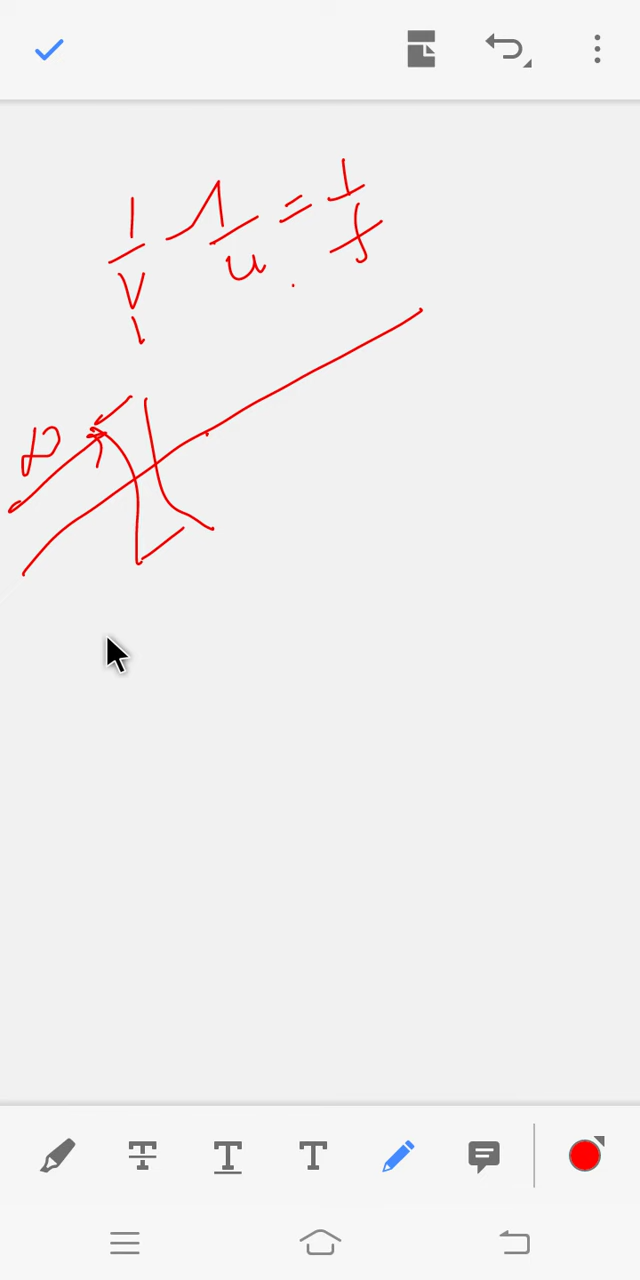 1/v - 1/u = 1/f
∞
T T T